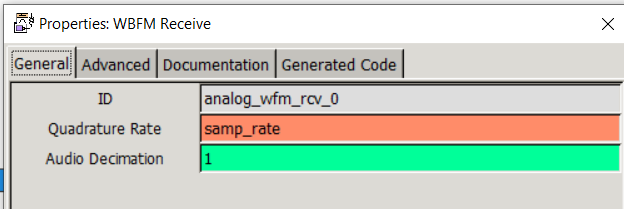 Properties: WBFM Receive
General Advanced Documentation Generated Code
ID analog_wfm_rcv_0
Quadrature Rate samp_rate
Audio Decimation 1